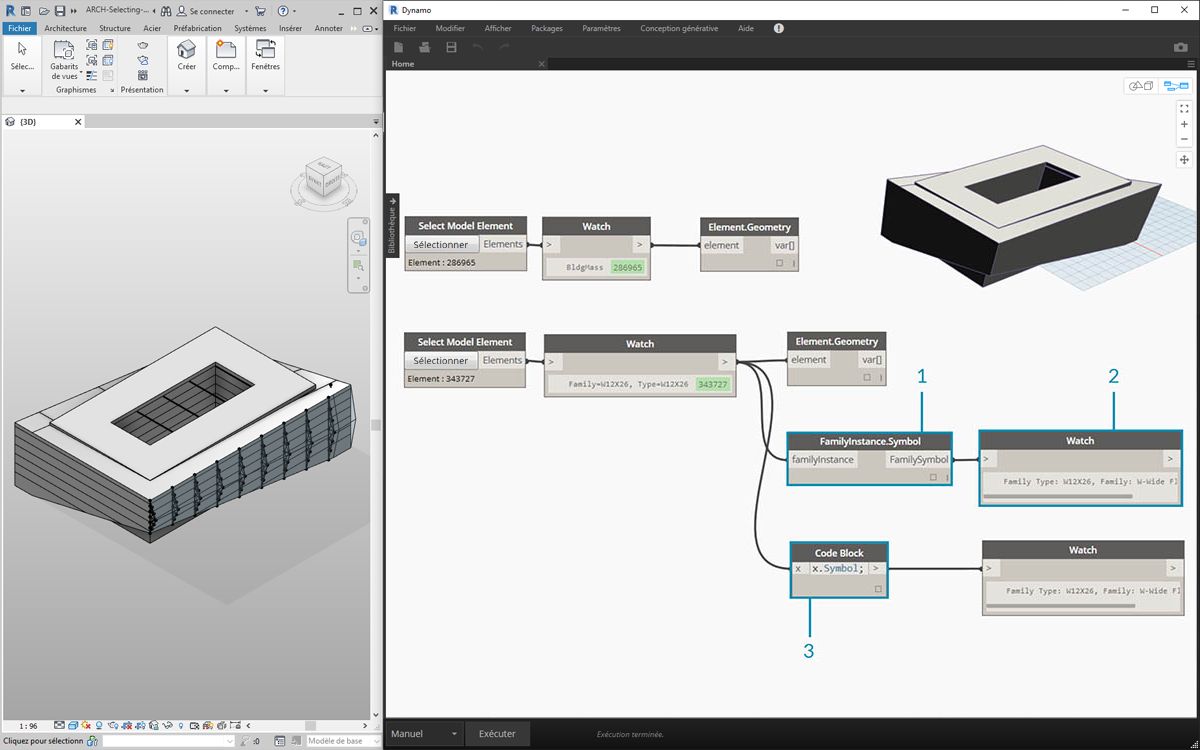 ARCH-Selecting-...
Se connecter
Fichier Architecture Structure Acier Préfabrication Systèmes Insérer Annoter
Sélec...
Gabarits de vues
Créer
Comp...
Fenêtres
Graphismes
Présentation
{3D}
HAUT
1 : 96
Cliquez pour sélectionn
:0
Modèle de base
Dynamo
Fichier Modifier Afficher Packages Paramètres Conception générative Aide
Home
Bibliothèque
Select Model Element
Sélectionner Elements
Element : 286965
Watch
> >
BldgMass 286965
Element.Geometry
element var[]
Select Model Element
Sélectionner Elements
Element : 343727
Watch
> >
Family=W12X26, Type=W12X26 343727
Element.Geometry
element var[]
1
2
FamilyInstance.Symbol
familyInstance FamilySymbol
Watch
> >
Family Type: W12X26, Family: W-Wide Fl
Code Block
x x.Symbol; >
Watch
> >
Family Type: W12X26, Family: W-Wide Fl
3
Manuel
Exécuter
Exécution terminée.